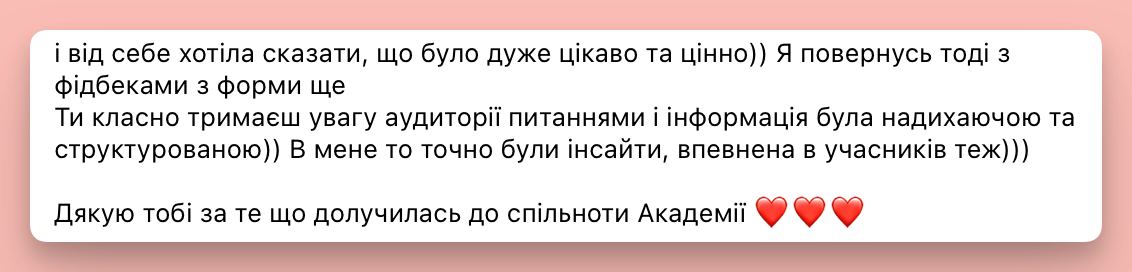 і від себе хотіла сказати, що було дуже цікаво та цінно)) Я повернусь тоді з
фідбеками з форми ще
Ти класно тримаєш увагу аудиторії питаннями і інформація була надихаючою та
структурованою)) В мене то точно були інсайти, впевнена в учасників теж)))
Дякую тобі за те що долучилась до спільноти Академії ❤️❤️❤️